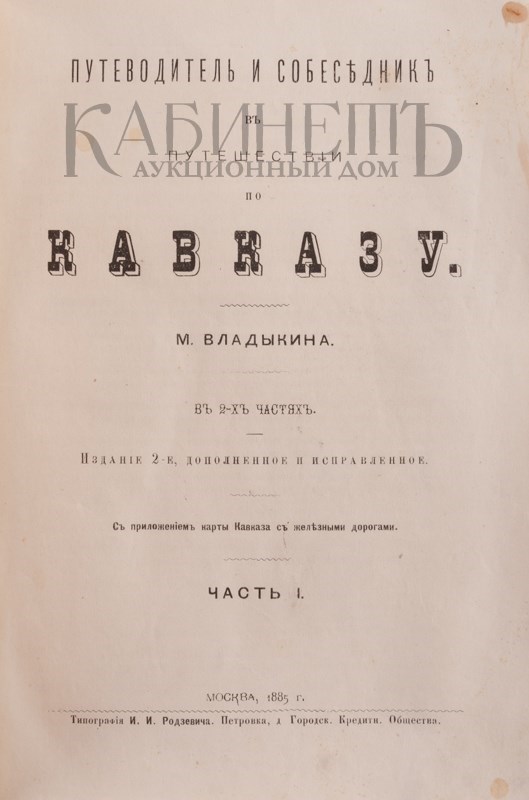 ПУТЕВОДИТЕЛЬ И СОБЕСѢДНИКЪ
КАБИНЕТЪ
ВЪ
ПУТЕШЕСТВІИ
АУКЦИОННЫЙ ДОМ
ПО
КАВКАЗУ.
М. ВЛАДЫКИНА.
ВЪ 2-ХЪ ЧАСТЯХЪ.
Изданіе 2-е, дополненное и исправленное.
Съ приложеніемъ карты Кавказа съ желѣзными дорогами.
ЧАСТЬ I.
МОСКВА, 1885 г.
Типографія И. И. Родзевича. Петровка, д. Городск. Кредитн. Общества.